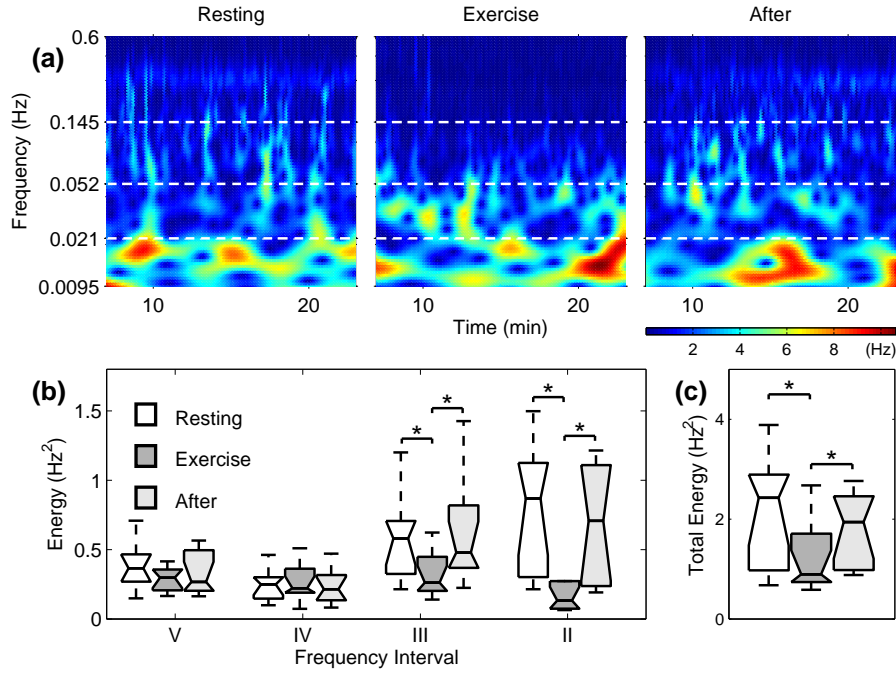 Resting Exercise After
(a)
Frequency (Hz)
0.6
0.145
0.052
0.021
0.0095
10 20 10 20 10 20
Time (min)
2 4 6 8 (Hz)
(b)
Energy (Hz²)
1.5
1
0.5
0
Resting
Exercise
After
* * * *
V IV III II
Frequency Interval
(c)
Total Energy (Hz²)
4
2
0
* *